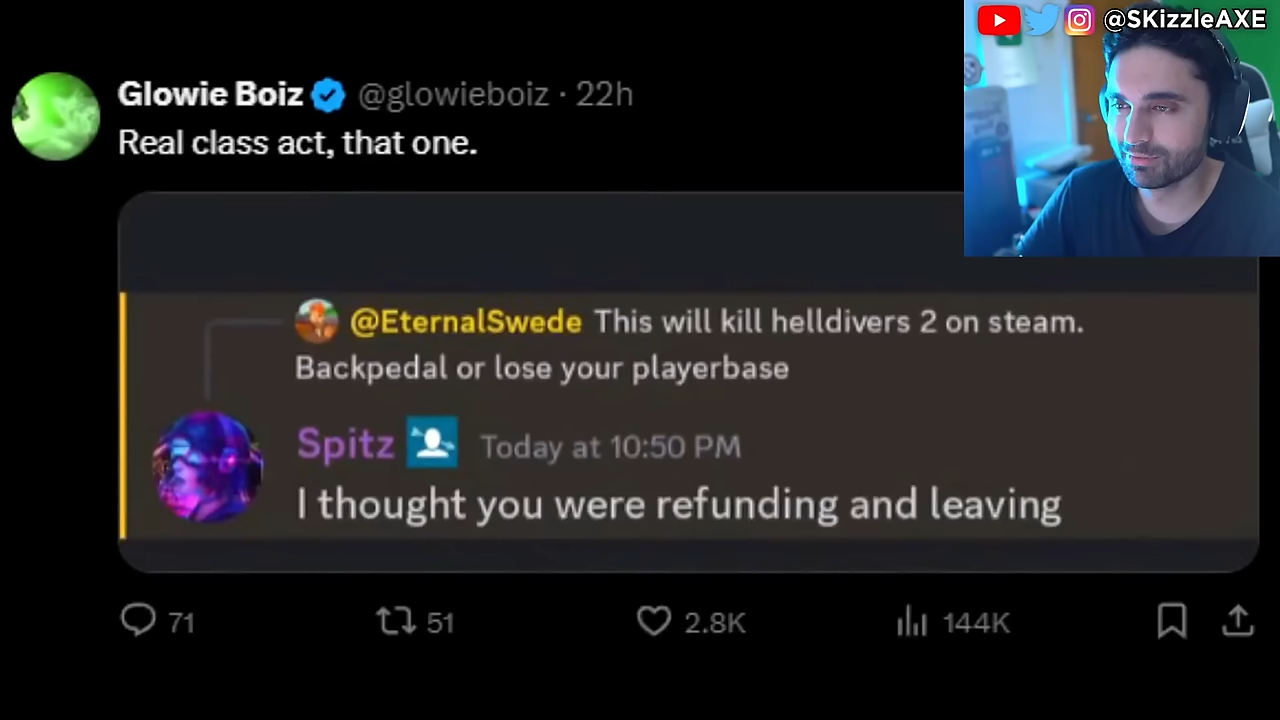 @SKizzleAXE
Glowie Boiz @glowieboiz · 22h
Real class act, that one.
@EternalSwede This will kill helldivers 2 on steam.
Backpedal or lose your playerbase
Spitz Today at 10:50 PM
I thought you were refunding and leaving
71 51 2.8K 144K